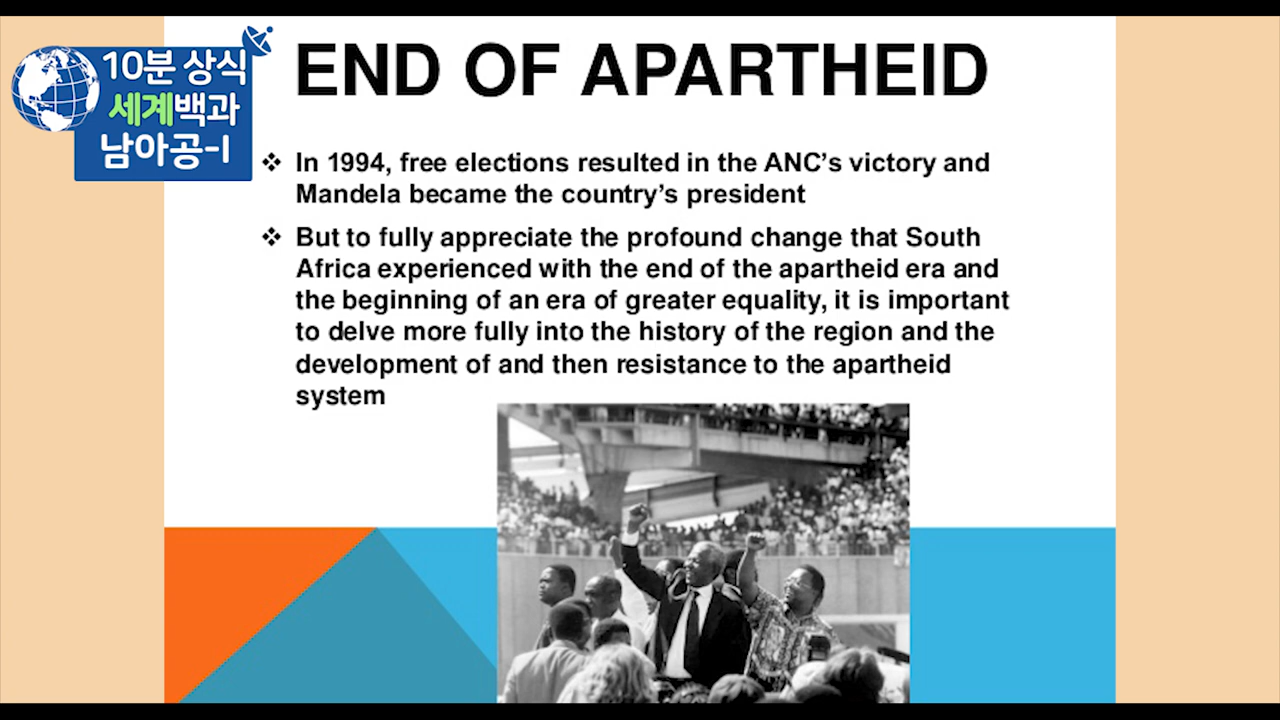 10분 상식
세계백과
남아공-I
END OF APARTHEID
❖ In 1994, free elections resulted in the ANC’s victory and
Mandela became the country’s president
❖ But to fully appreciate the profound change that South
Africa experienced with the end of the apartheid era and
the beginning of an era of greater equality, it is important
to delve more fully into the history of the region and the
development of and then resistance to the apartheid
system